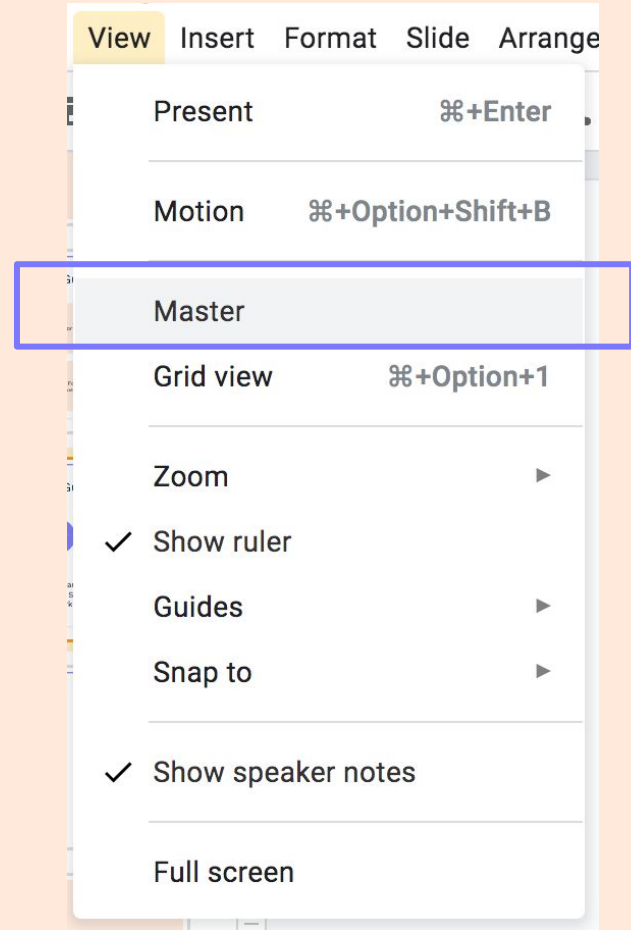 View Insert Format Slide Arrange
Present ⌘+Enter
Motion ⌘+Option+Shift+B
Master
Grid view ⌘+Option+1
Zoom ►
✓ Show ruler
Guides ►
Snap to ►
✓ Show speaker notes
Full screen